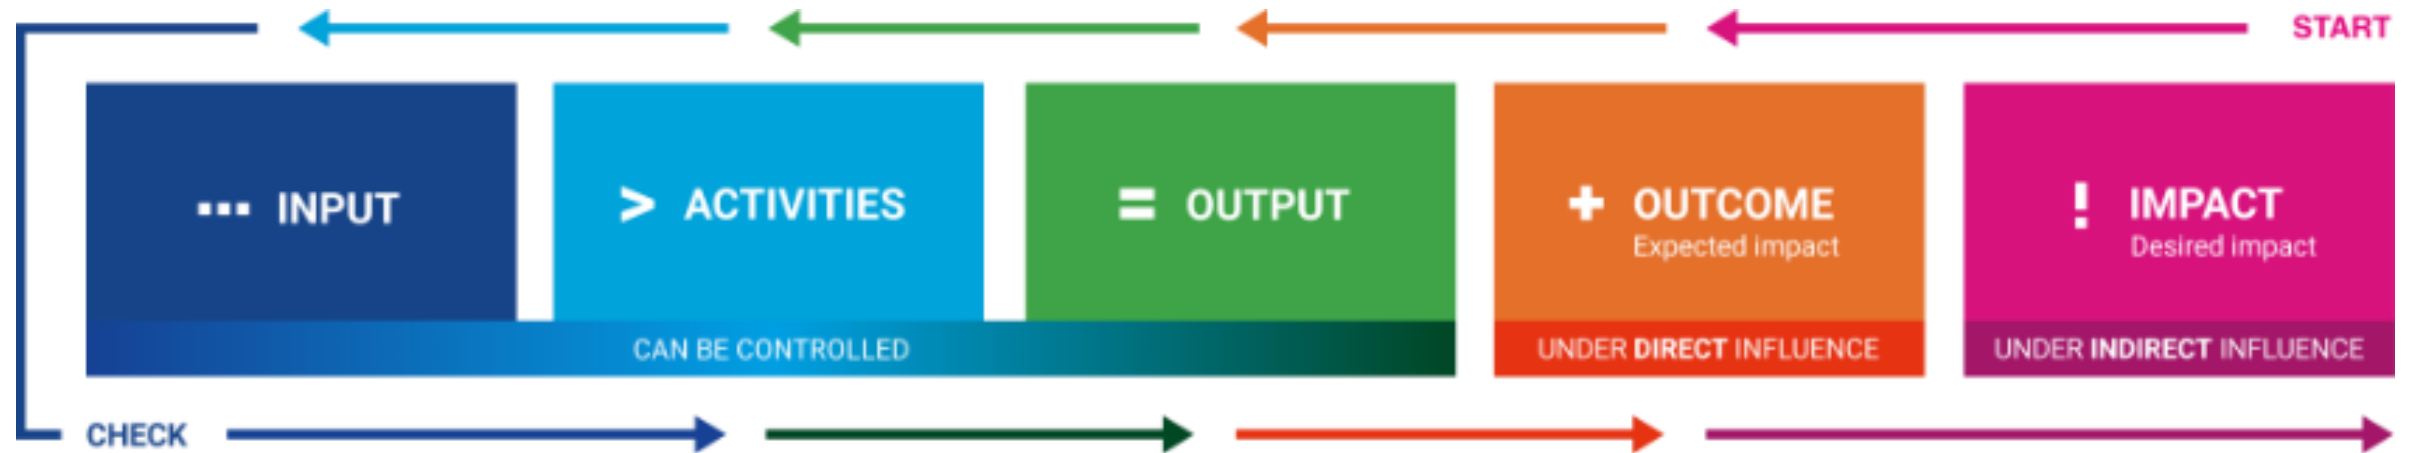 START
... INPUT
> ACTIVITIES
= OUTPUT
+ OUTCOME
Expected impact
! IMPACT
Desired impact
CAN BE CONTROLLED
UNDER DIRECT INFLUENCE
UNDER INDIRECT INFLUENCE
CHECK